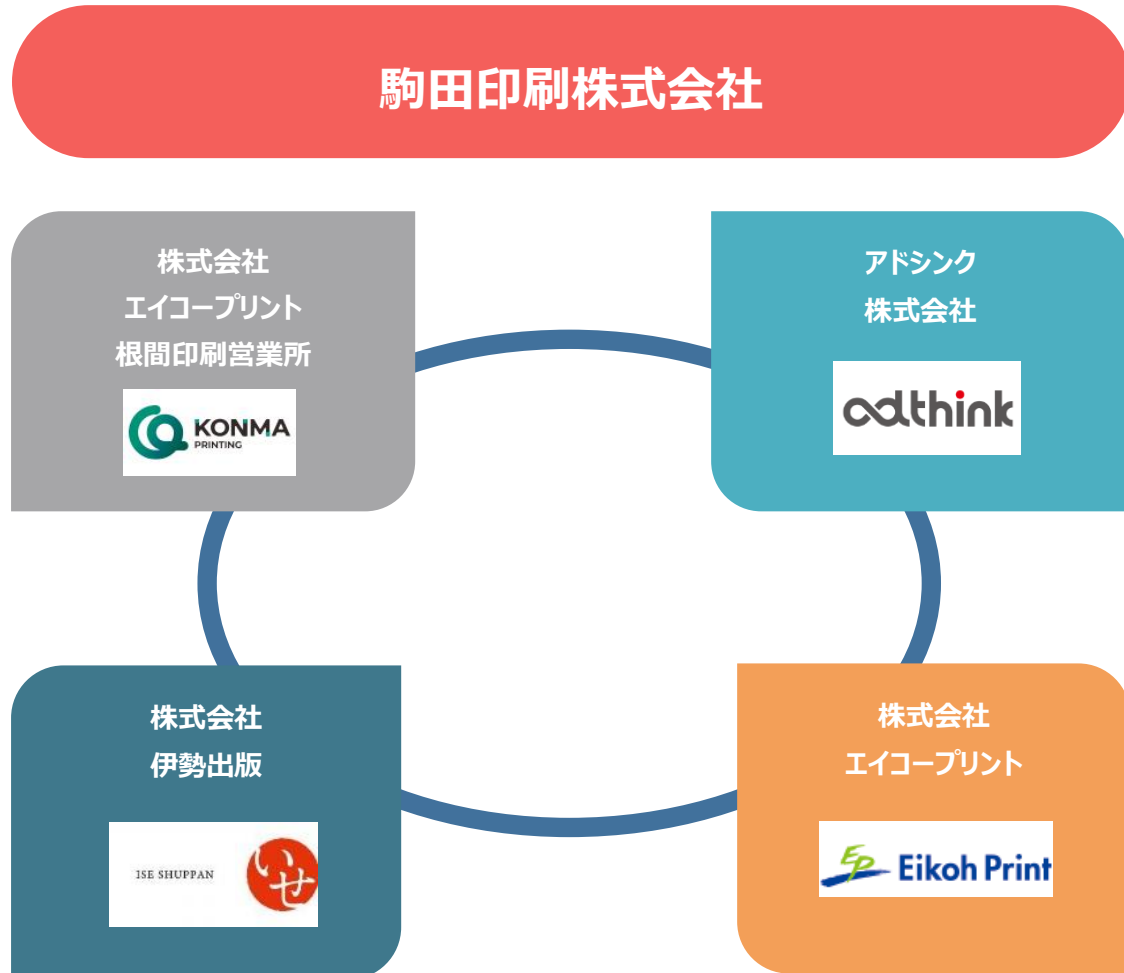 駒田印刷株式会社
株式会社
エイコープリント
根間印刷営業所
KONMA
PRINTING
アドシンク
株式会社
adthink
株式会社
伊勢出版
ISE SHUPPAN
いせ
株式会社
エイコープリント
EP Eikoh Print